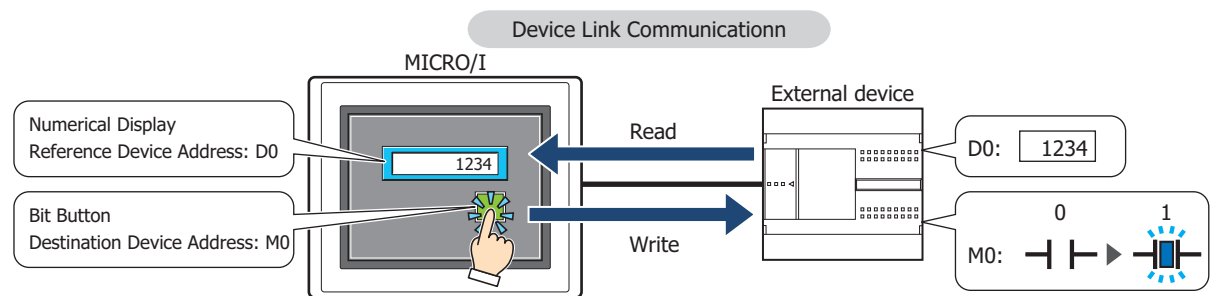 Device Link Communicationn
MICRO/I
External device
Numerical Display
Reference Device Address: D0
1234
Read
D0: 1234
Bit Button
Destination Device Address: M0
Write
0 1
M0: